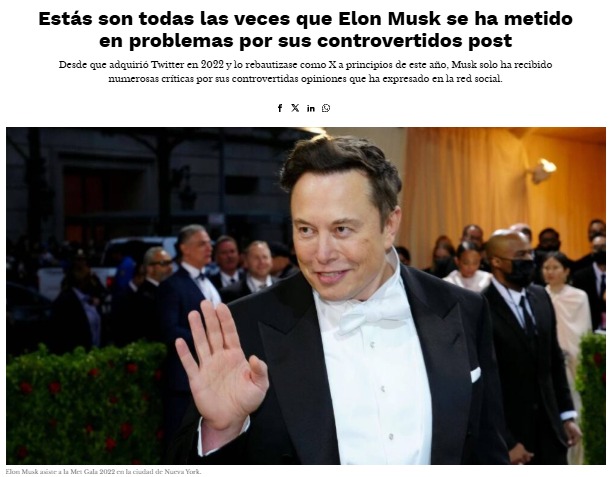 Estás son todas las veces que Elon Musk se ha metido
en problemas por sus controvertidos post
Desde que adquirió Twitter en 2022 y lo rebautizase como X a principios de este año, Musk solo ha recibido
numerosas críticas por sus controvertidas opiniones que ha expresado en la red social.
Elon Musk asiste a la Met Gala 2022 en la ciudad de Nueva York.